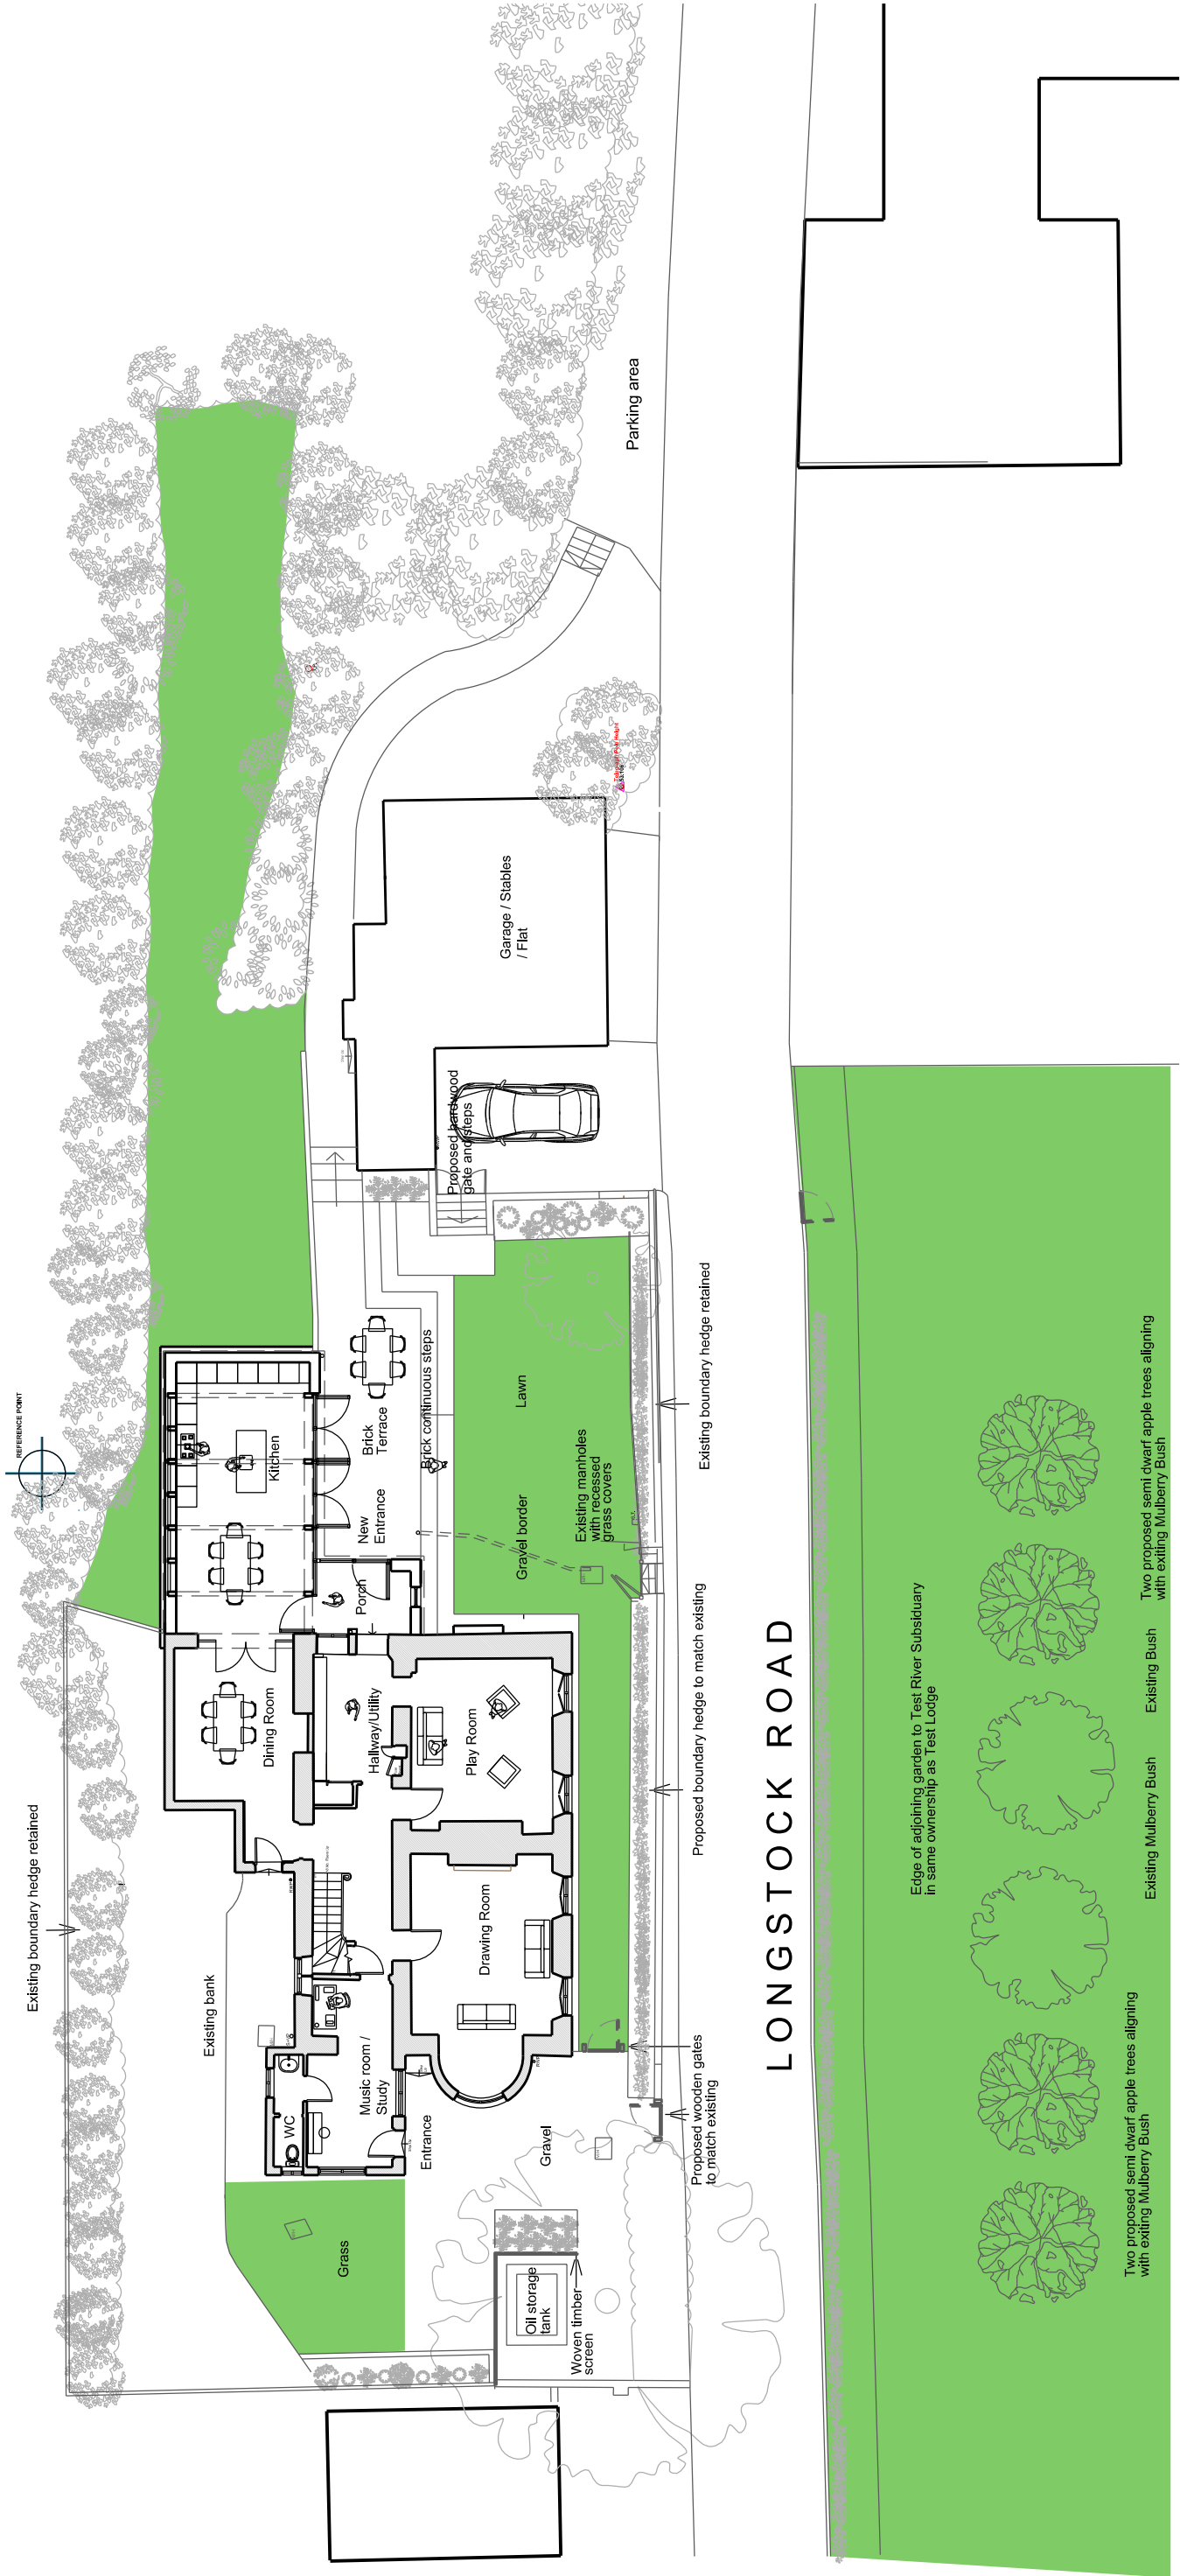 REFERENCE POINT
Existing boundary hedge retained
Existing bank
Grass
WC
Music room /
Study
Entrance
Gravel
Oil storage
tank
Woven timber
screen
Dining Room
Hallway/Utility
Play Room
Drawing Room
Kitchen
Porch
New
Entrance
Brick
Terrace
Brick continuous steps
Lawn
Gravel border
Existing manholes
with recessed
grass covers
Proposed hardwood
gate and steps
Garage / Stables
/ Flat
Parking area
Telegraph Pole Height
Existing boundary hedge retained
Proposed boundary hedge to match existing
Proposed wooden gates
to match existing
LONGSTOCK ROAD
Edge of adjoining garden to Test River Subsiduary
in same ownership as Test Lodge
Two proposed semi dwarf apple trees aligning
with exiting Mulberry Bush
Existing Mulberry Bush
Existing Bush
Two proposed semi dwarf apple trees aligning
with exiting Mulberry Bush